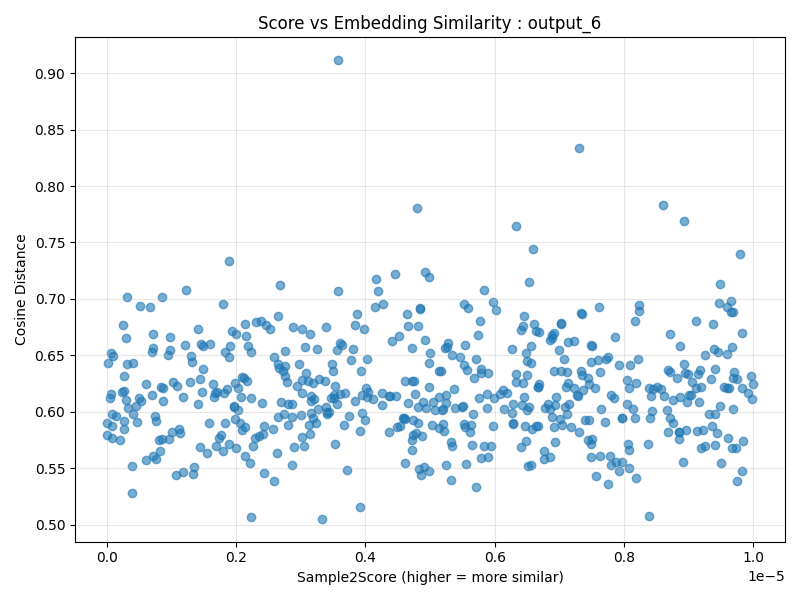 Score vs Embedding Similarity : output_6
Cosine Distance
0.90
0.85
0.80
0.75
0.70
0.65
0.60
0.55
0.50
0.0 0.2 0.4 0.6 0.8 1.0
1e−5
Sample2Score (higher = more similar)